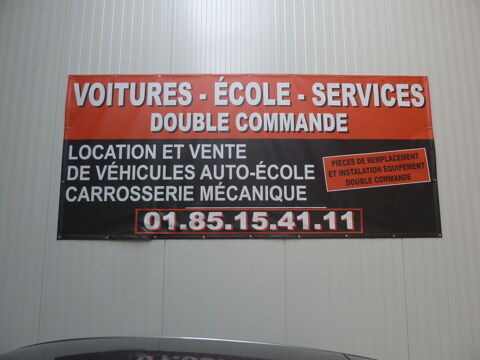 VOITURES - ÉCOLE - SERVICES
DOUBLE COMMANDE
LOCATION ET VENTE
DE VÉHICULES AUTO-ÉCOLE
CARROSSERIE MÉCANIQUE
PIECES DE REMPLACEMENT
ET INSTALATION EQUIPEMENT
DOUBLE COMMANDE
01.85.15.41.11